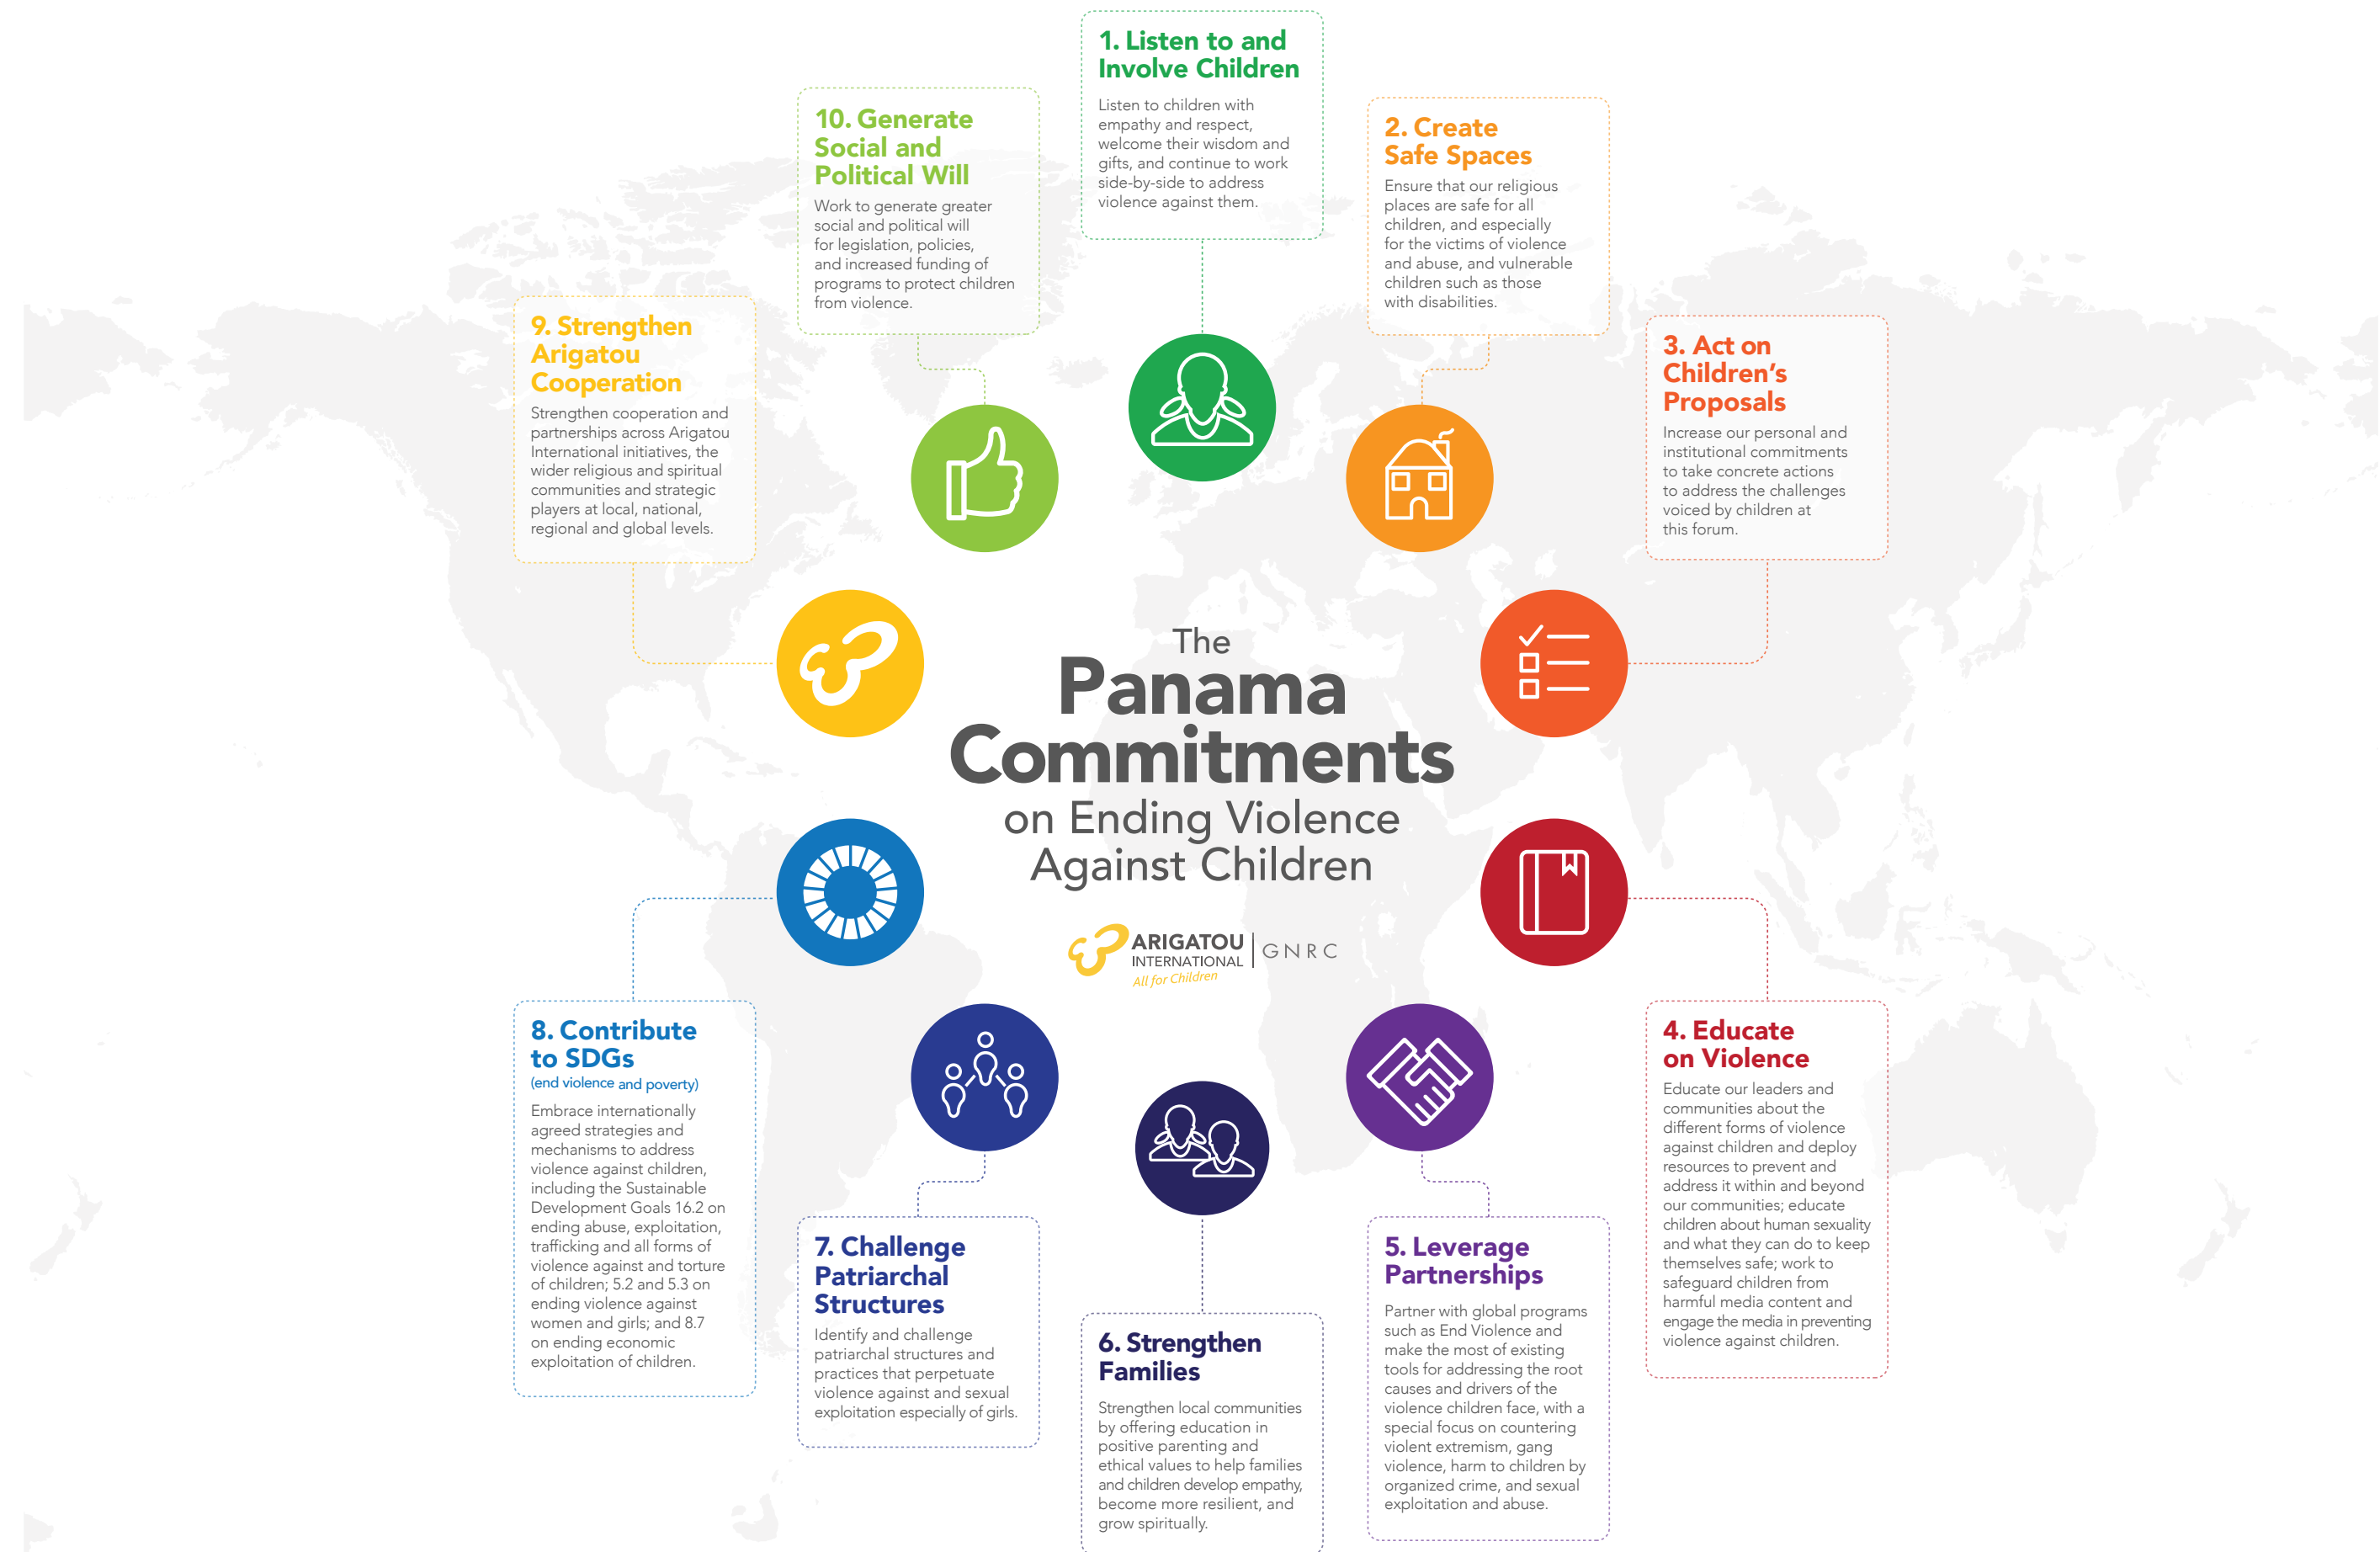 The
Panama
Commitments
on Ending Violence
Against Children
ARIGATOU
INTERNATIONAL
All for Children
GNRC
1. Listen to and
Involve Children
Listen to children with
empathy and respect,
welcome their wisdom and
gifts, and continue to work
side-by-side to address
violence against them.
2. Create
Safe Spaces
Ensure that our religious
places are safe for all
children, and especially
for the victims of violence
and abuse, and vulnerable
children such as those
with disabilities.
3. Act on
Children's
Proposals
Increase our personal and
institutional commitments
to take concrete actions
to address the challenges
voiced by children at
this forum.
4. Educate
on Violence
Educate our leaders and
communities about the
different forms of violence
against children and deploy
resources to prevent and
address it within and beyond
our communities; educate
children about human sexuality
and what they can do to keep
themselves safe; work to
safeguard children from
harmful media content and
engage the media in preventing
violence against children.
5. Leverage
Partnerships
Partner with global programs
such as End Violence and
make the most of existing
tools for addressing the root
causes and drivers of the
violence children face, with a
special focus on countering
violent extremism, gang
violence, harm to children by
organized crime, and sexual
exploitation and abuse.
6. Strengthen
Families
Strengthen local communities
by offering education in
positive parenting and
ethical values to help families
and children develop empathy,
become more resilient, and
grow spiritually.
7. Challenge
Patriarchal
Structures
Identify and challenge
patriarchal structures and
practices that perpetuate
violence against and sexual
exploitation especially of girls.
8. Contribute
to SDGs
(end violence and poverty)
Embrace internationally
agreed strategies and
mechanisms to address
violence against children,
including the Sustainable
Development Goals 16.2 on
ending abuse, exploitation,
trafficking and all forms of
violence against and torture
of children; 5.2 and 5.3 on
ending violence against
women and girls; and 8.7
on ending economic
exploitation of children.
9. Strengthen
Arigatou
Cooperation
Strengthen cooperation and
partnerships across Arigatou
International initiatives, the
wider religious and spiritual
communities and strategic
players at local, national,
regional and global levels.
10. Generate
Social and
Political Will
Work to generate greater
social and political will
for legislation, policies,
and increased funding of
programs to protect children
from violence.